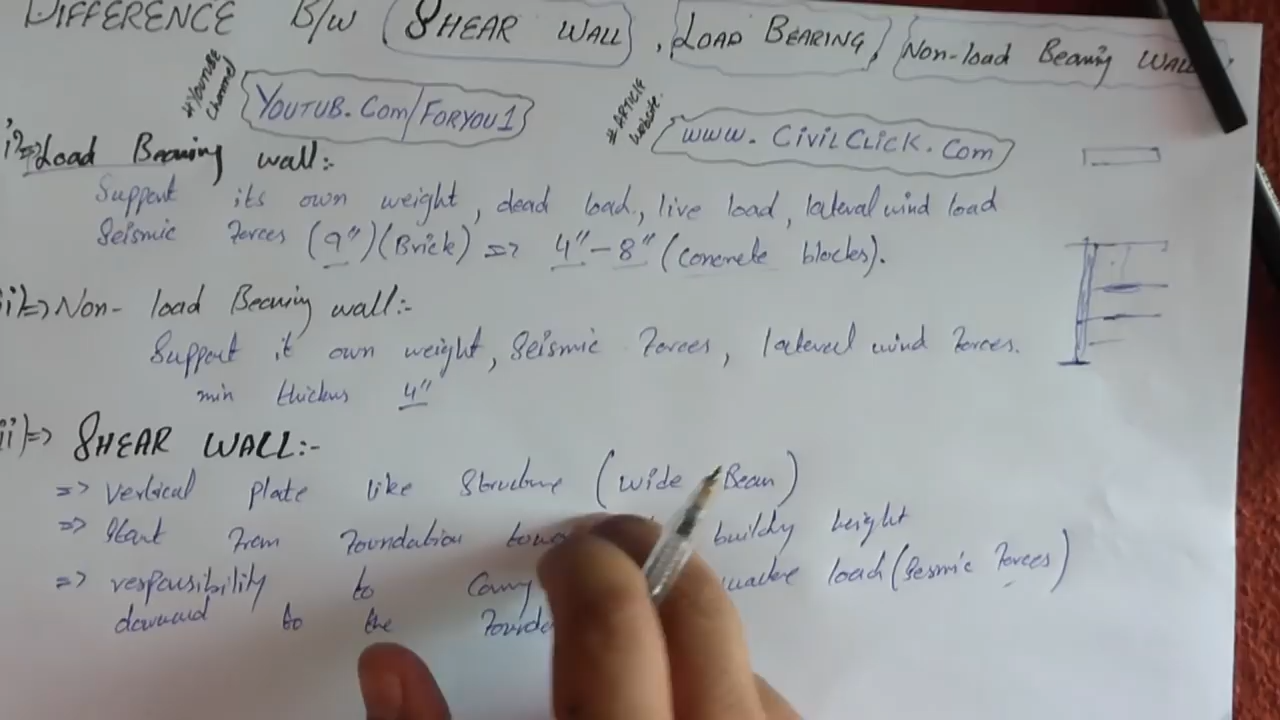 DIFFERENCE B/W SHEAR WALL, LOAD BEARING, Non-load Bearing WALL
# YOUTUBE Channel
YOUTUB.Com/FORYOU1
# ARTICLE website.
www.CIVILCLICK.Com
i)=> Load Bearing wall:-
Support its own weight, dead load, live load, lateral wind load
Seismic Forces (9")(Brick) => 4"-8" (Concrete blocks).
ii)=> Non-load Bearing wall:-
Support it own weight, Seismic Forces, lateral wind Forces.
min thicknes 4"
ii)=> SHEAR WALL:-
=> Vertical plate like Structure (wide Beam)
=> Start From Foundation building height
=> responsibility to Carry load (Seismic Forces)
downward to the